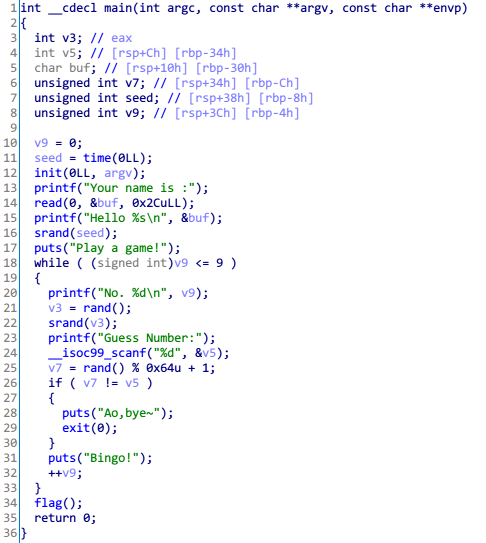 1 int __cdecl main(int argc, const char **argv, const char **envp)
2 {
3   int v3; // eax
4   int v5; // [rsp+Ch] [rbp-34h]
5   char buf; // [rsp+10h] [rbp-30h]
6   unsigned int v7; // [rsp+34h] [rbp-Ch]
7   unsigned int seed; // [rsp+38h] [rbp-8h]
8   unsigned int v9; // [rsp+3Ch] [rbp-4h]
9
10   v9 = 0;
11   seed = time(0LL);
12   init(0LL, argv);
13   printf("Your name is :");
14   read(0, &buf, 0x2CuLL);
15   printf("Hello %s\n", &buf);
16   srand(seed);
17   puts("Play a game!");
18   while ( (signed int)v9 <= 9 )
19   {
20     printf("No. %d\n", v9);
21     v3 = rand();
22     srand(v3);
23     printf("Guess Number:");
24     __isoc99_scanf("%d", &v5);
25     v7 = rand() % 0x64u + 1;
26     if ( v7 != v5 )
27     {
28       puts("Ao,bye~");
29       exit(0);
30     }
31     puts("Bingo!");
32     ++v9;
33   }
34   flag();
35   return 0;
36 }